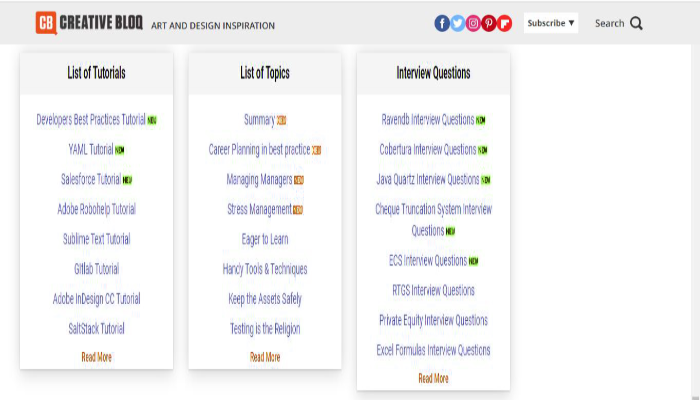 CB CREATIVE BLOQ ART AND DESIGN INSPIRATION Subscribe ▼ Search
List of Tutorials
Developers Best Practices Tutorial NEW
YAML Tutorial NEW
Salesforce Tutorial NEW
Adobe Robohelp Tutorial
Sublime Text Tutorial
Gitlab Tutorial
Adobe InDesign CC Tutorial
SaltStack Tutorial
Read More
List of Topics
Summary
Career Planning in best practice
Managing Managers
Stress Management
Eager to Learn
Handy Tools & Techniques
Keep the Assets Safely
Testing is the Religion
Read More
Interview Questions
Ravendb Interview Questions NEW
Cobertura Interview Questions NEW
Java Quartz Interview Questions NEW
Cheque Truncation System Interview
Questions NEW
ECS Interview Questions NEW
RTGS Interview Questions
Private Equity Interview Questions
Excel Formulas Interview Questions
Read More